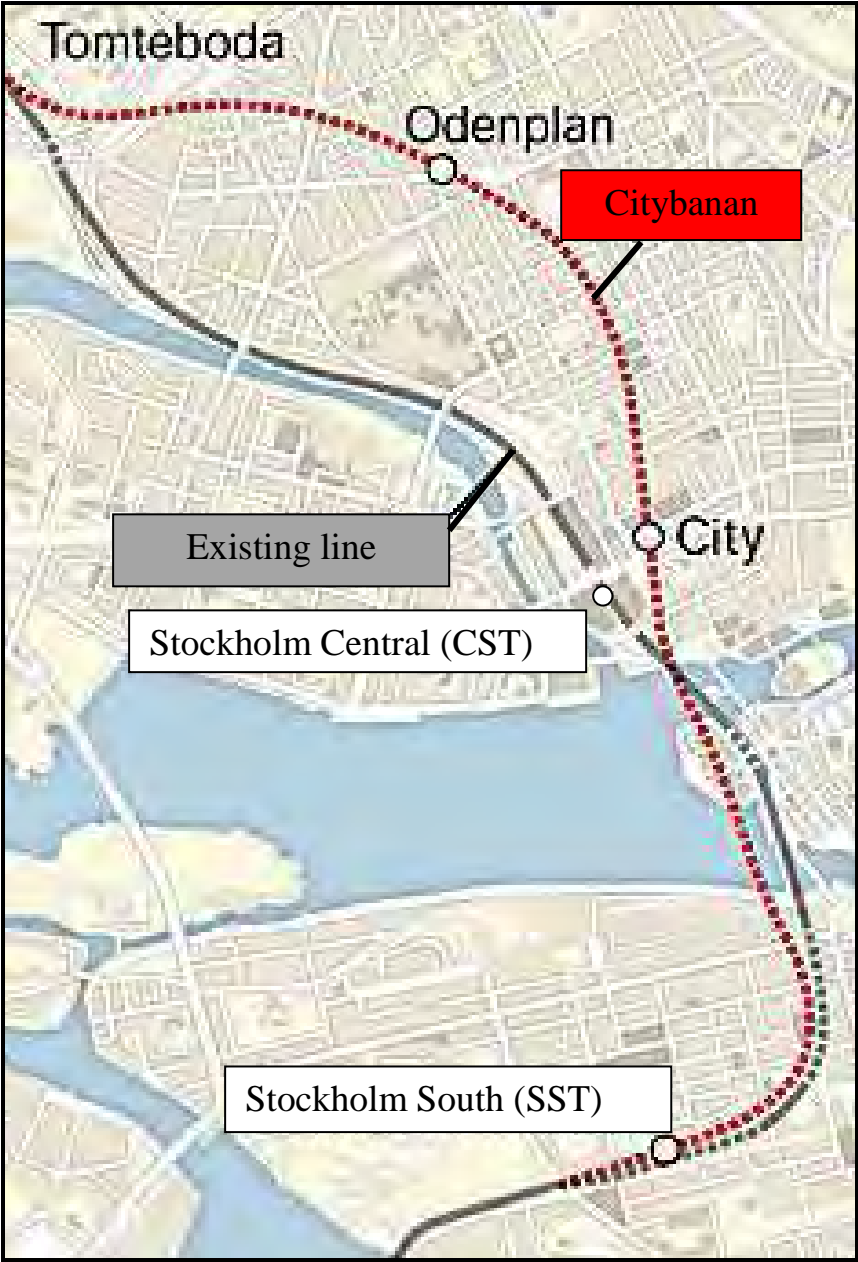 Tomteboda
Odenplan
Citybanan
Existing line
City
Stockholm Central (CST)
Stockholm South (SST)